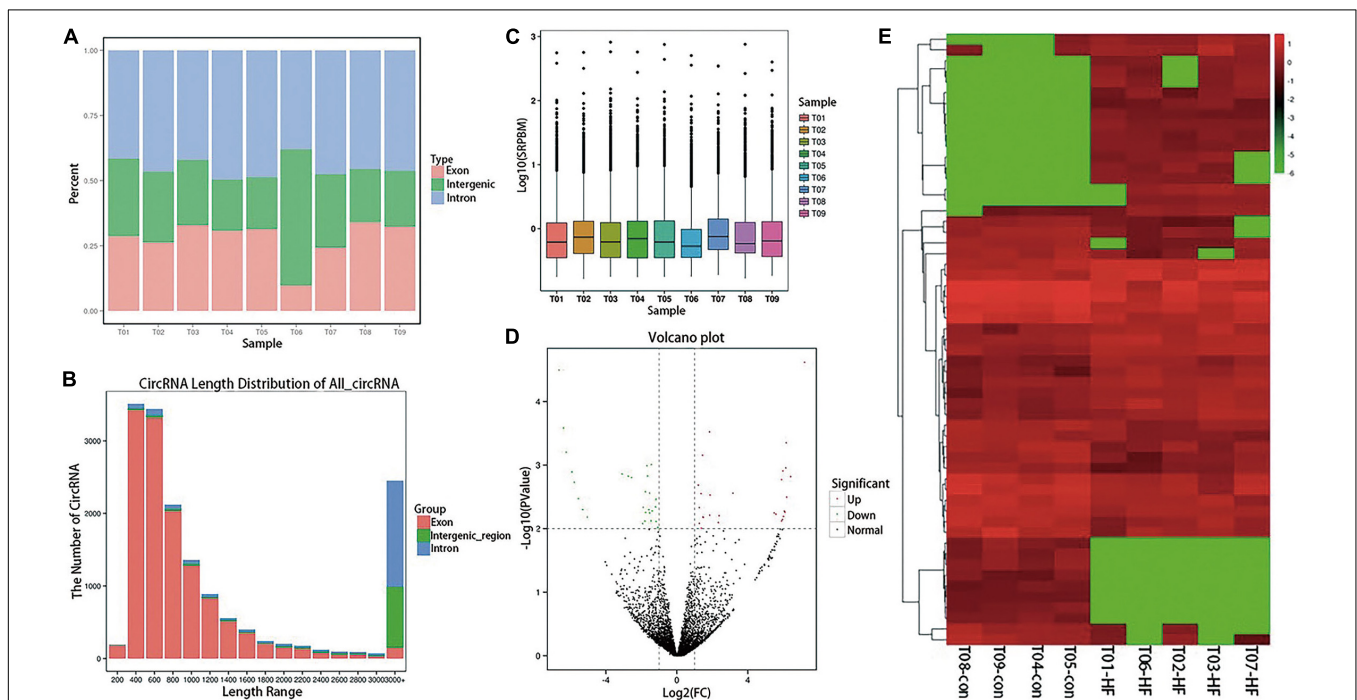 A
1.00
0.75
0.50
0.25
0.00
Percent
T01 T02 T03 T04 T05 T06 T07 T08 T09
Sample
Type
Exon
Intergenic
Intron
B
CircRNA Length Distribution of All_circRNA
The Number of CircRNA
3000
2000
1000
0
200 400 600 800 1000 1200 1400 1600 1800 2000 2200 2400 2600 2800 3000 3000+
Length Range
Group
Exon
Intergenic_region
Intron
C
3
2
1
0
Log10(SRPBM)
T01 T02 T03 T04 T05 T06 T07 T08 T09
Sample
Sample
T01
T02
T03
T04
T05
T06
T07
T08
T09
D
Volcano plot
-Log10(PValue)
4
3
2
1
0
-4 0 4
Log2(FC)
Significant
Up
Down
Normal
E
1
0
-1
-2
-3
-4
-5
-6
T08-con T09-con T04-con T05-con T01-HF T06-HF T02-HF T03-HF T07-HF